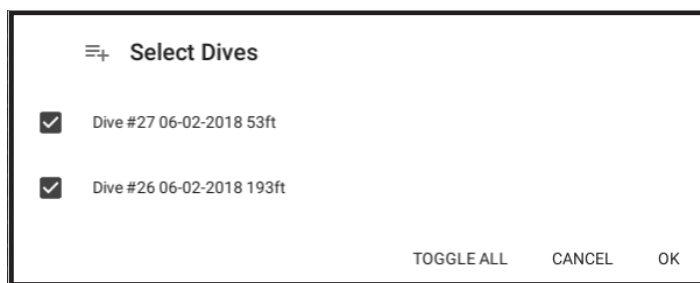 Select Dives
Dive #27 06-02-2018 53ft
Dive #26 06-02-2018 193ft
TOGGLE ALL CANCEL OK